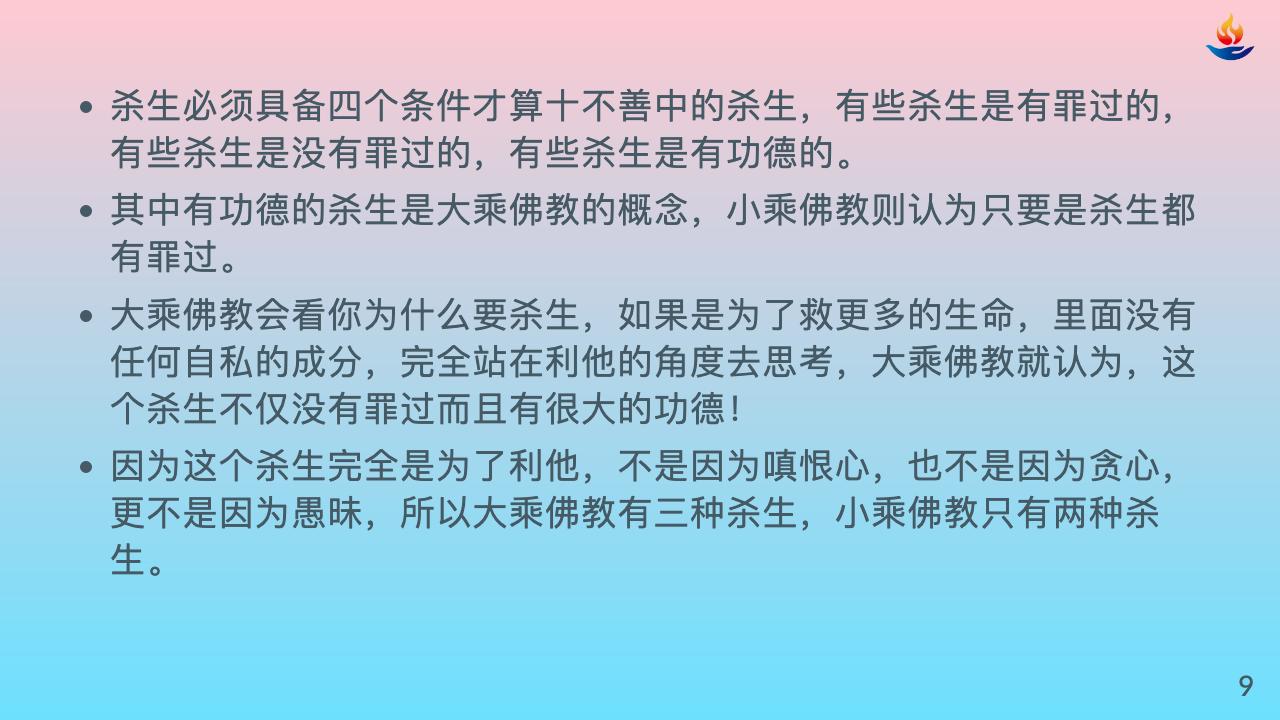 • 杀生必须具备四个条件才算十不善中的杀生，有些杀生是有罪过的，
有些杀生是没有罪过的，有些杀生是有功德的。
• 其中有功德的杀生是大乘佛教的概念，小乘佛教则认为只要是杀生都
有罪过。
• 大乘佛教会看你为什么要杀生，如果是为了救更多的生命，里面没有
任何自私的成分，完全站在利他的角度去思考，大乘佛教就认为，这
个杀生不仅没有罪过而且有很大的功德！
• 因为这个杀生完全是为了利他，不是因为嗔恨心，也不是因为贪心，
更不是因为愚昧，所以大乘佛教有三种杀生，小乘佛教只有两种杀
生。
9